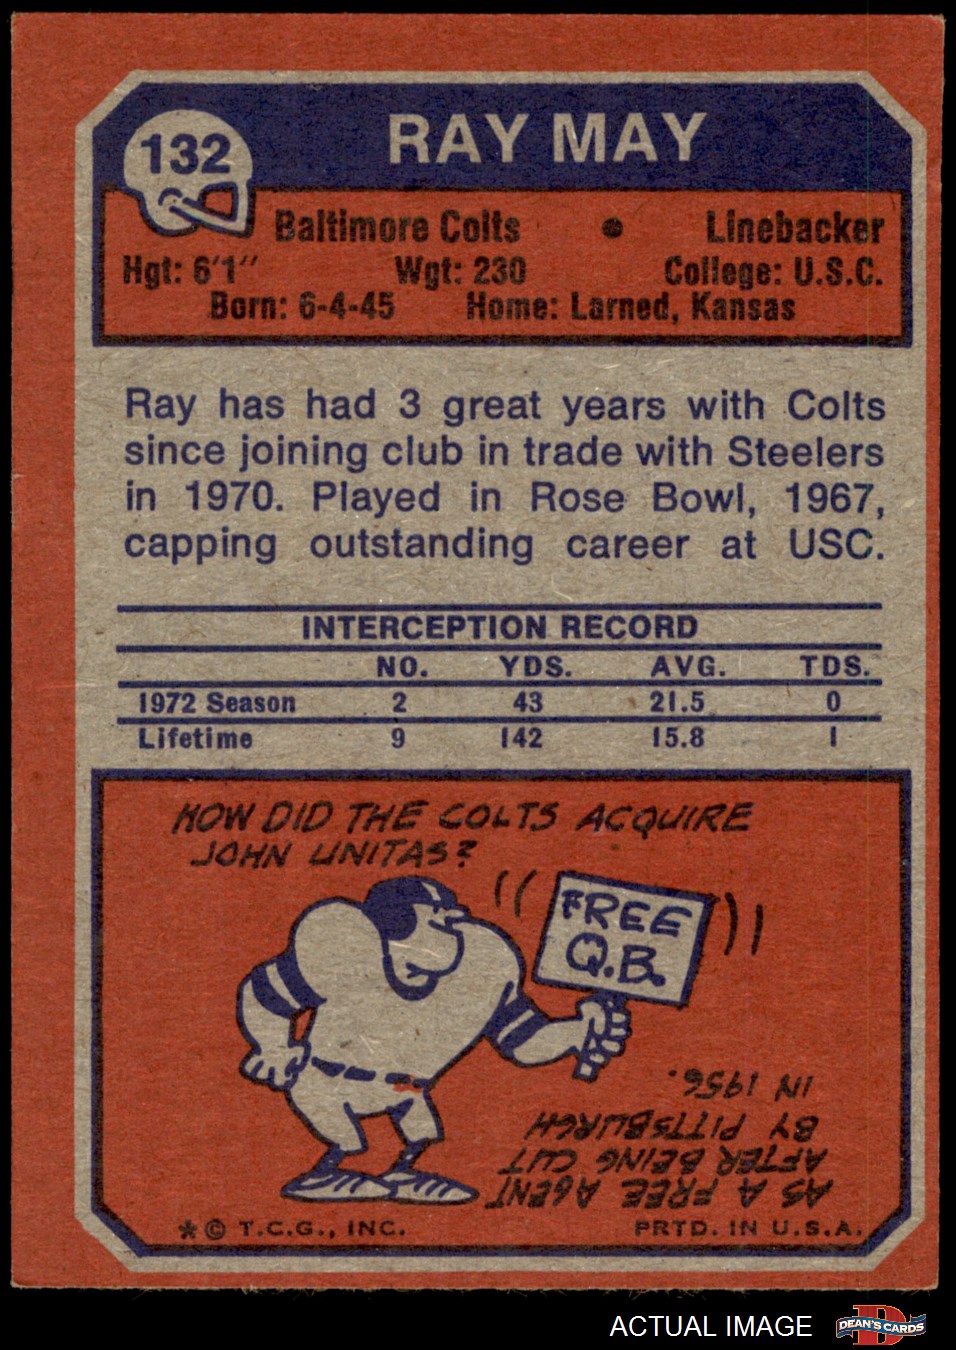 132
RAY MAY
Baltimore Colts • Linebacker
Hgt: 6'1" Wgt: 230 College: U.S.C.
Born: 6-4-45 Home: Larned, Kansas
Ray has had 3 great years with Colts
since joining club in trade with Steelers
in 1970. Played in Rose Bowl, 1967,
capping outstanding career at USC.
INTERCEPTION RECORD
NO. YDS. AVG. TDS.
1972 Season 2 43 21.5 0
Lifetime 9 142 15.8 1
HOW DID THE COLTS ACQUIRE
JOHN UNITAS?
FREE
Q.B.
AS A FREE AGENT
AFTER BEING CUT
BY PITTSBURGH
IN 1956.
* © T.C.G., INC. PRTD. IN U.S.A.
ACTUAL IMAGE
D
DEAN'S CARDS